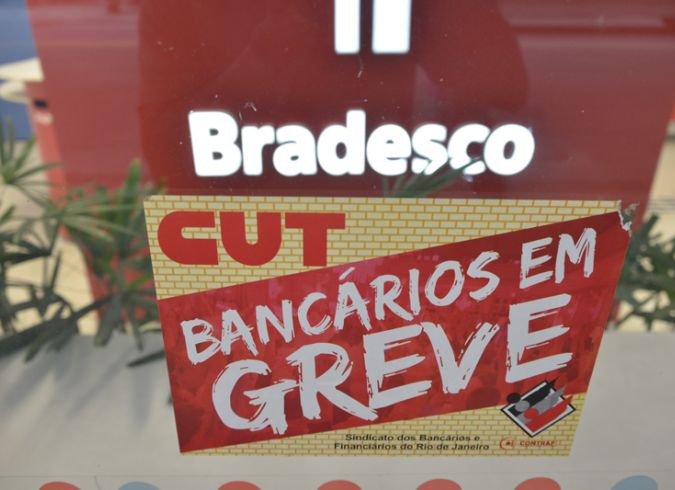 Bradesco
CUT
BANCÁRIOS EM
GREVE
Sindicato dos Bancários e
Financiários do Rio de Janeiro
CONTRAF